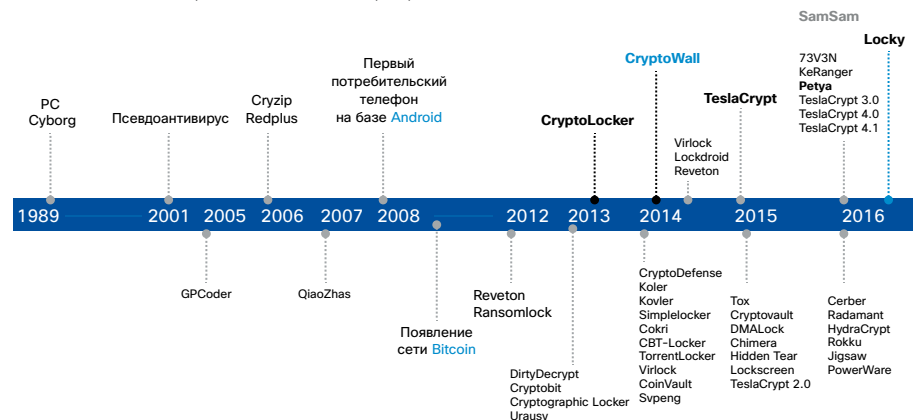 SamSam
Locky
CryptoWall
73V3N
KeRanger
Petya
TeslaCrypt 3.0
TeslaCrypt 4.0
TeslaCrypt 4.1
Первый
потребительский
телефон
на базе Android
PC
Cyborg
Псевдоантивирус
Cryzip
Redplus
CryptoLocker
TeslaCrypt
Virlock
Lockdroid
Reveton
1989 2001 2005 2006 2007 2008 2012 2013 2014 2015 2016
GPCoder
QiaoZhas
Появление
сети Bitcoin
Reveton
Ransomlock
DirtyDecrypt
Cryptobit
Cryptographic Locker
Urausy
CryptoDefense
Koler
Kovler
Simplelocker
Cokri
CBT-Locker
TorrentLocker
Virlock
CoinVault
Svpeng
Tox
Cryptovault
DMALock
Chimera
Hidden Tear
Lockscreen
TeslaCrypt 2.0
Cerber
Radamant
HydraCrypt
Rokku
Jigsaw
PowerWare